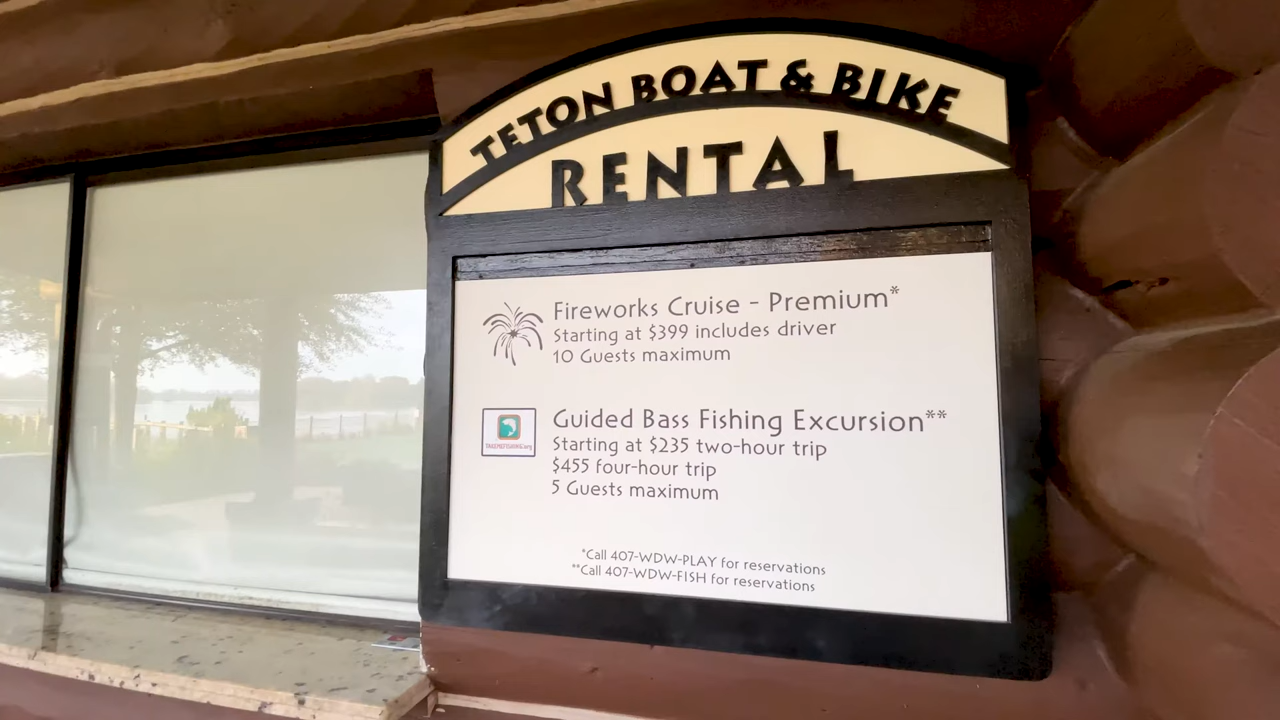 TETON BOAT & BIKE
RENTAL
Fireworks Cruise - Premium*
Starting at $399 includes driver
10 Guests maximum
TAKEMEFISHING.org
Guided Bass Fishing Excursion**
Starting at $235 two-hour trip
$455 four-hour trip
5 Guests maximum
*Call 407-WDW-PLAY for reservations
**Call 407-WDW-FISH for reservations